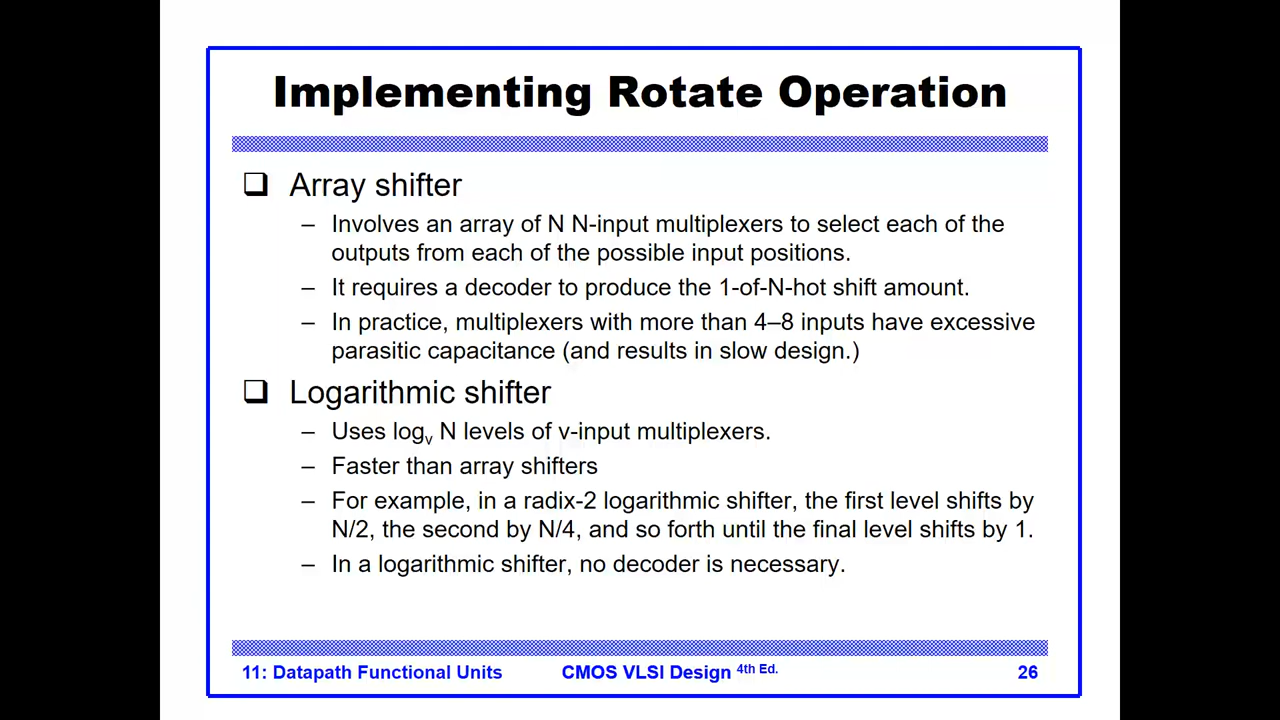 Implementing Rotate Operation
❑ Array shifter
– Involves an array of N N-input multiplexers to select each of the
outputs from each of the possible input positions.
– It requires a decoder to produce the 1-of-N-hot shift amount.
– In practice, multiplexers with more than 4–8 inputs have excessive
parasitic capacitance (and results in slow design.)
❑ Logarithmic shifter
– Uses logv N levels of v-input multiplexers.
– Faster than array shifters
– For example, in a radix-2 logarithmic shifter, the first level shifts by
N/2, the second by N/4, and so forth until the final level shifts by 1.
– In a logarithmic shifter, no decoder is necessary.
11: Datapath Functional Units CMOS VLSI Design 4th Ed. 26